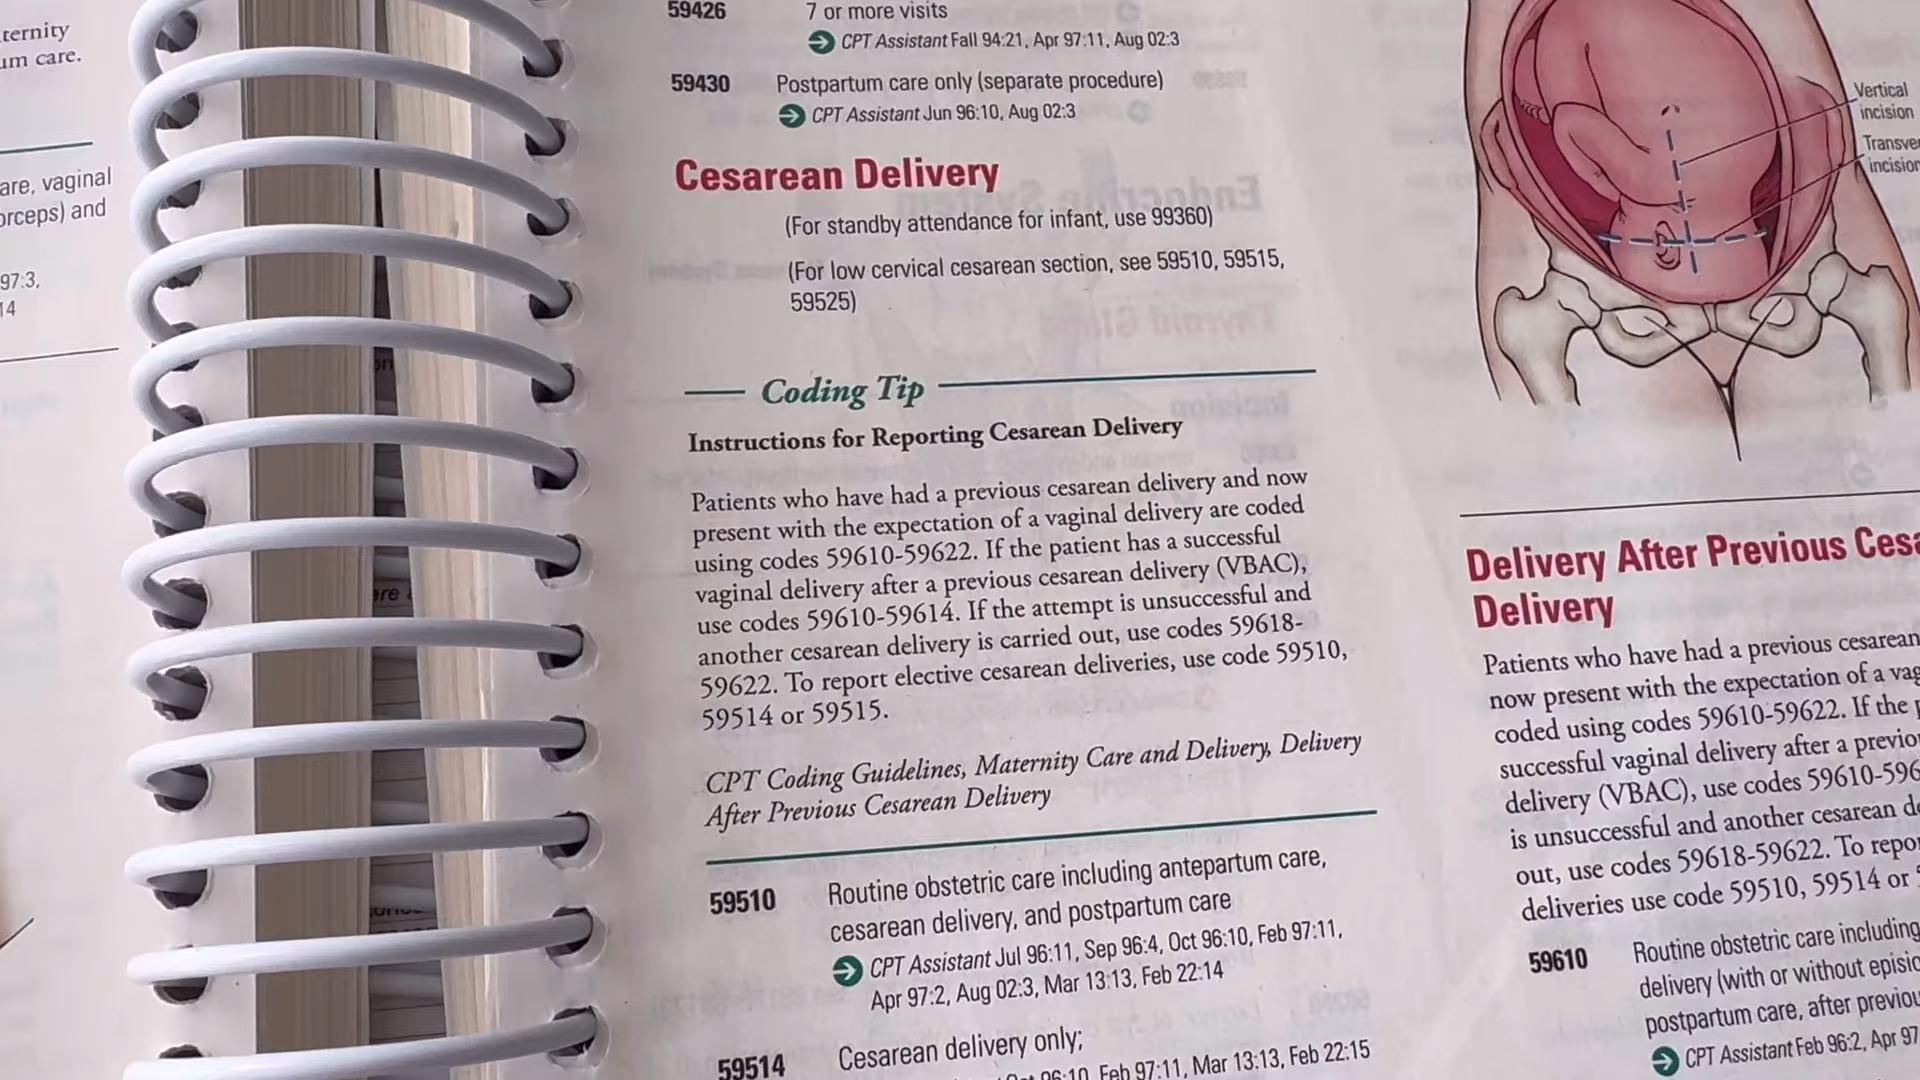 ternity
um care.
are, vaginal
orceps) and
97:3,
14
59426 7 or more visits
CPT Assistant Fall 94:21, Apr 97:11, Aug 02:3
59430 Postpartum care only (separate procedure)
CPT Assistant Jun 96:10, Aug 02:3
Cesarean Delivery
(For standby attendance for infant, use 99360)
(For low cervical cesarean section, see 59510, 59515,
59525)
Coding Tip
Instructions for Reporting Cesarean Delivery
Patients who have had a previous cesarean delivery and now
present with the expectation of a vaginal delivery are coded
using codes 59610-59622. If the patient has a successful
vaginal delivery after a previous cesarean delivery (VBAC),
use codes 59610-59614. If the attempt is unsuccessful and
another cesarean delivery is carried out, use codes 59618-
59622. To report elective cesarean deliveries, use code 59510,
59514 or 59515.
CPT Coding Guidelines, Maternity Care and Delivery, Delivery
After Previous Cesarean Delivery
59510 Routine obstetric care including antepartum care,
cesarean delivery, and postpartum care
CPT Assistant Jul 96:11, Sep 96:4, Oct 96:10, Feb 97:11,
Apr 97:2, Aug 02:3, Mar 13:13, Feb 22:14
59514 Cesarean delivery only;
96:10, Feb 97:11, Mar 13:13, Feb 22:15
Vertical
incision
Transve
incision
Delivery After Previous Cesa
Delivery
Patients who have had a previous cesarean
now present with the expectation of a vag
coded using codes 59610-59622. If the p
successful vaginal delivery after a previo
delivery (VBAC), use codes 59610-596
is unsuccessful and another cesarean de
out, use codes 59618-59622. To repo
deliveries use code 59510, 59514 or
59610 Routine obstetric care including
delivery (with or without episio
postpartum care, after previou
CPT Assistant Feb 96:2, Apr 97